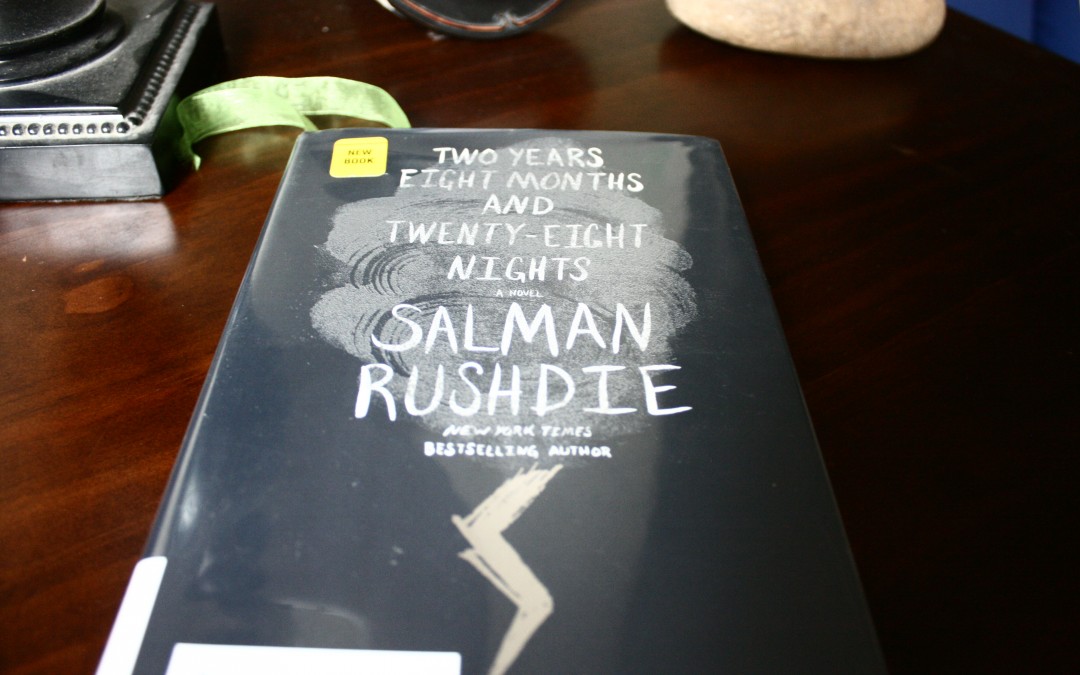 NEW
BOOK
TWO YEARS
EIGHT MONTHS
AND
TWENTY-EIGHT
NIGHTS
A NOVEL
SALMAN
RUSHDIE
NEW YORK TIMES
BESTSELLING AUTHOR